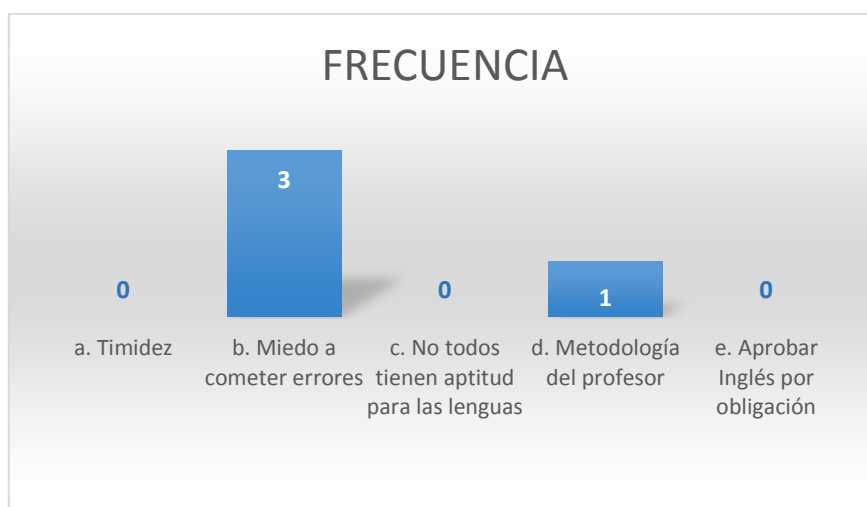 FRECUENCIA
3
0
0
1
0
a. Timidez
b. Miedo a
cometer errores
c. No todos
tienen aptitud
para las lenguas
d. Metodología
del profesor
e. Aprobar
Inglés por
obligación